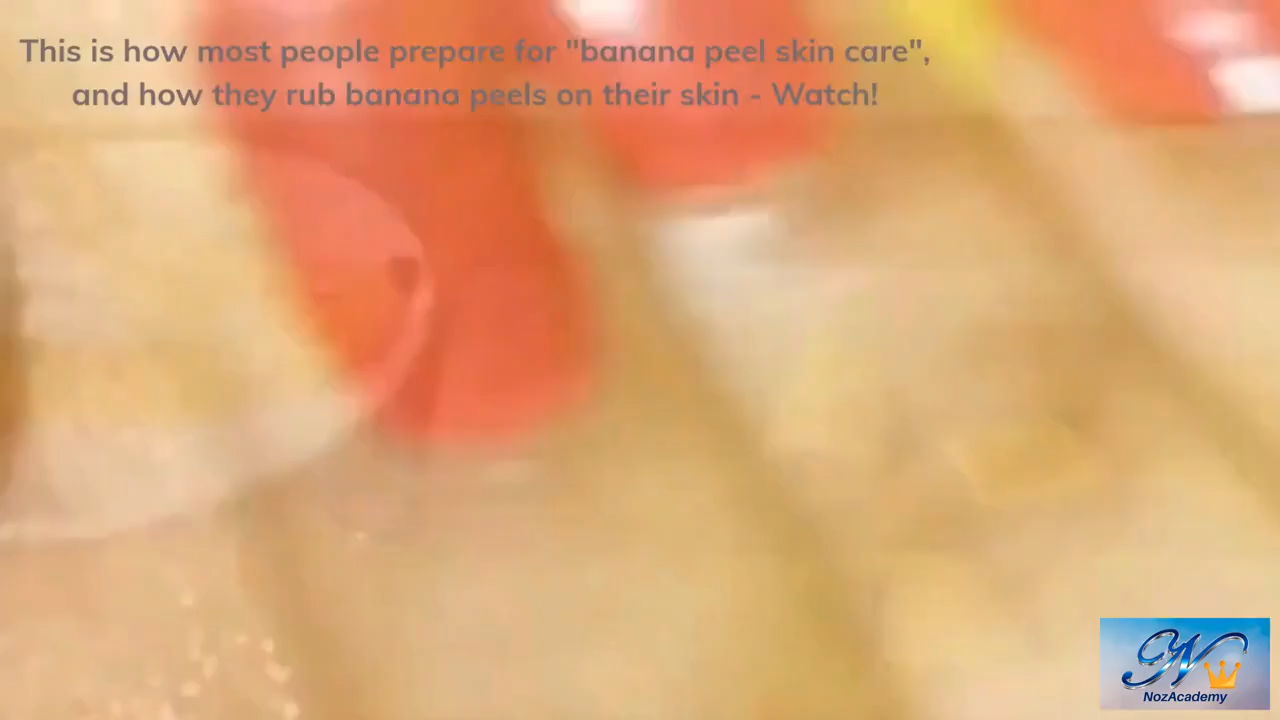 This is how most people prepare for "banana peel skin care",
and how they rub banana peels on their skin - Watch!
NozAcademy